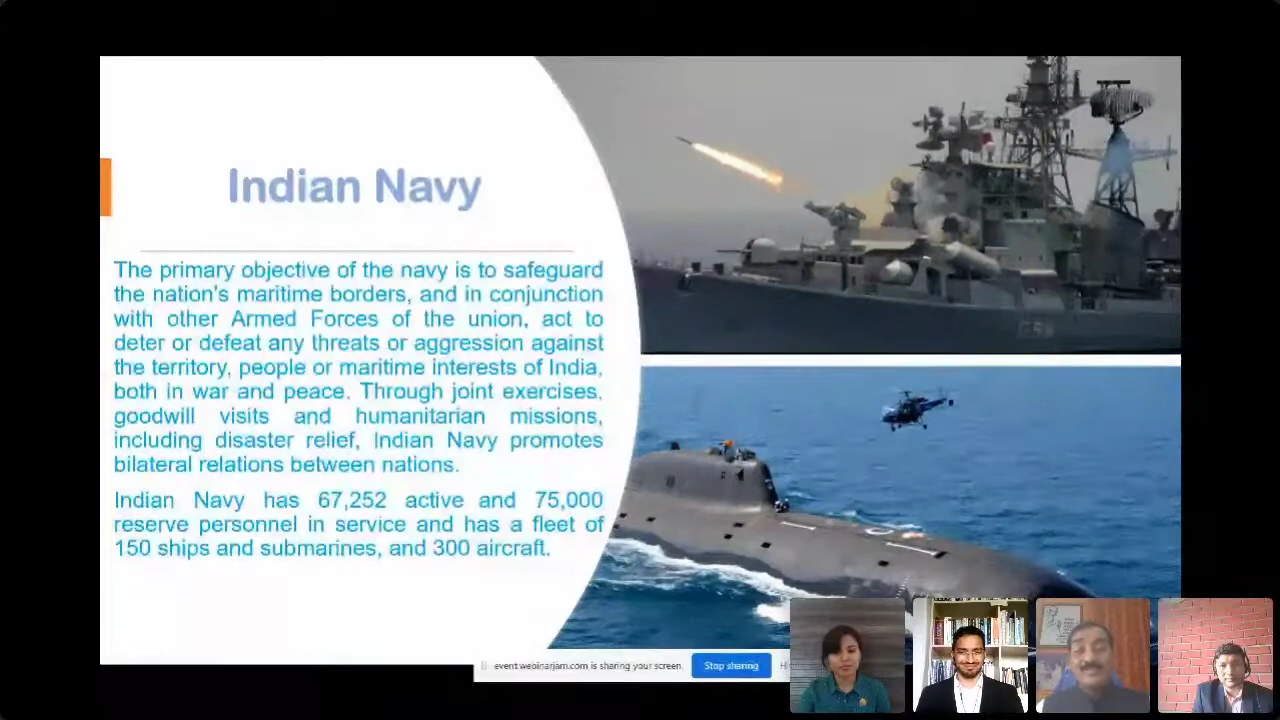 Indian Navy
The primary objective of the navy is to safeguard
the nation's maritime borders, and in conjunction
with other Armed Forces of the union, act to
deter or defeat any threats or aggression against
the territory, people or maritime interests of India,
both in war and peace. Through joint exercises,
goodwill visits and humanitarian missions,
including disaster relief, Indian Navy promotes
bilateral relations between nations.
Indian Navy has 67,252 active and 75,000
reserve personnel in service and has a fleet of
150 ships and submarines, and 300 aircraft.
event.webinarjam.com is sharing your screen.
Stop sharing